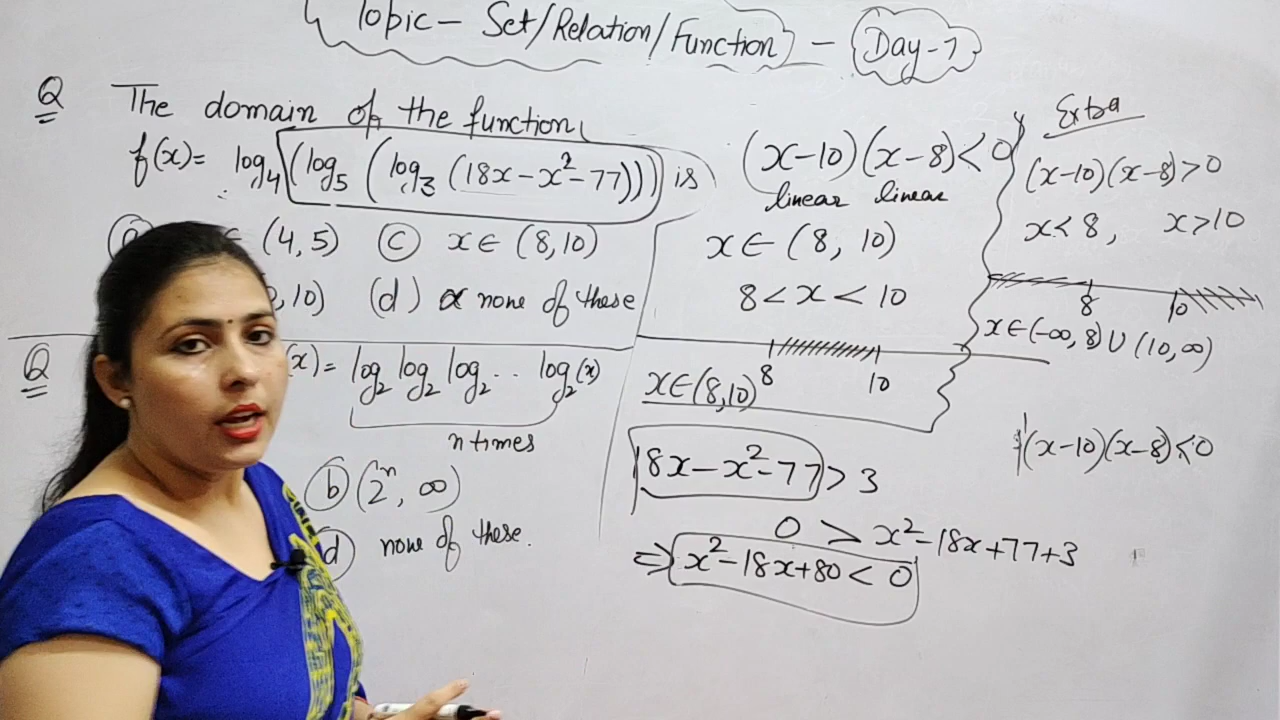 Topic - Set/Relation/Function) - Day-7
Q The domain of the function
f(x) = log₄(log₅(log₃(18x-x²-77))) is
(4, 5) (c) x ∈ (8,10)
,10) (d) none of these
Q (x) = log₂ log₂ log₂ .. log₂(x)
n times
(b) (2ⁿ, ∞)
(d) none of these.
(x-10)(x-8)<0
linear linear
x ∈ (8, 10)
8 < x < 10
8 10
x∈(8,10)
18x-x²-77 > 3
0 > x²-18x+77+3
⇒ x²-18x+80 < 0
Extra
(x-10)(x-8)>0
x<8, x>10
8 10
x∈(-∞, 8)∪(10,∞)
(x-10)(x-8)<0